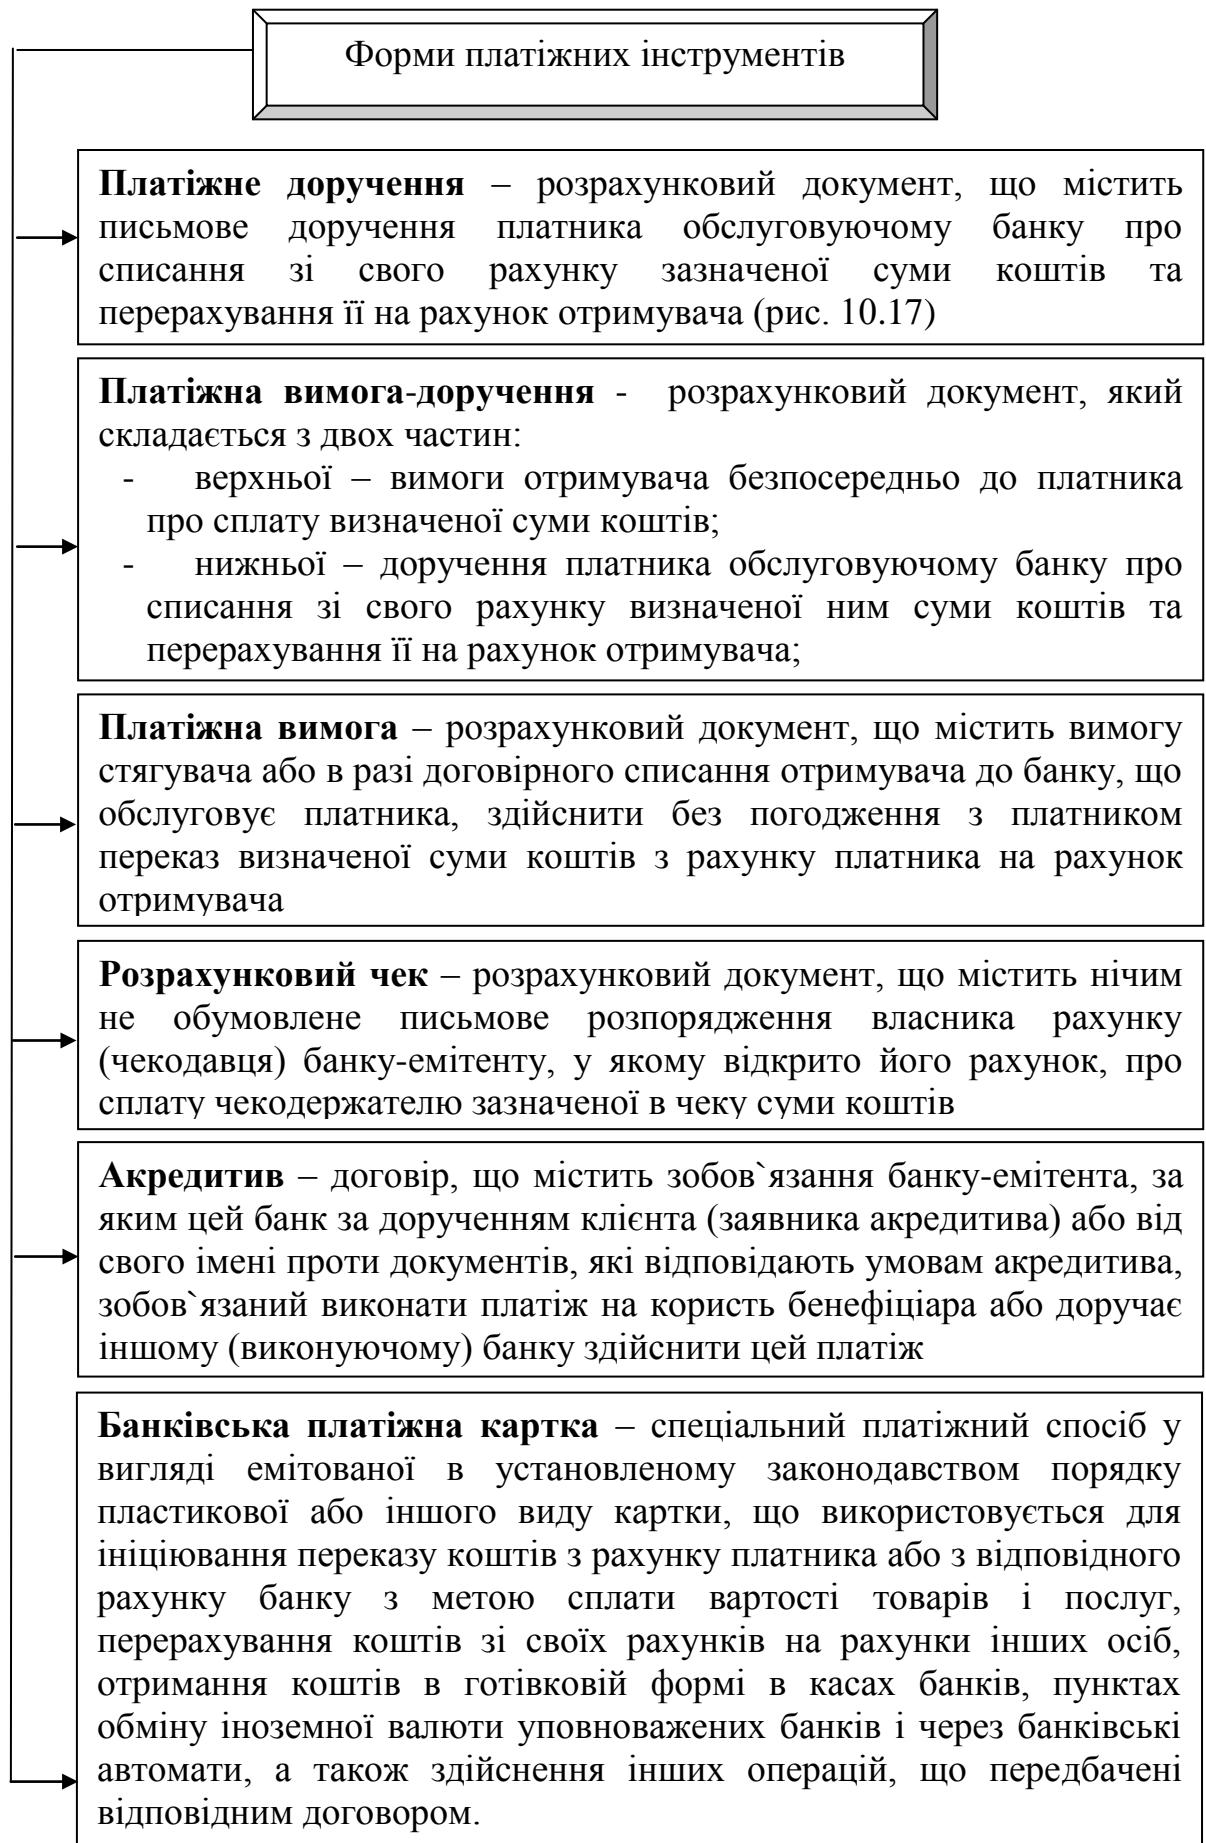 Форми платіжних інструментів
Платіжне доручення – розрахунковий документ, що містить
письмове доручення платника обслуговуючому банку про
списання зі свого рахунку зазначеної суми коштів та
перерахування її на рахунок отримувача (рис. 10.17)
Платіжна вимога-доручення - розрахунковий документ, який
складається з двох частин:
- верхньої – вимоги отримувача безпосередньо до платника
про сплату визначеної суми коштів;
- нижньої – доручення платника обслуговуючому банку про
списання зі свого рахунку визначеної ним суми коштів та
перерахування її на рахунок отримувача;
Платіжна вимога – розрахунковий документ, що містить вимогу
стягувача або в разі договірного списання отримувача до банку, що
обслуговує платника, здійснити без погодження з платником
переказ визначеної суми коштів з рахунку платника на рахунок
отримувача
Розрахунковий чек – розрахунковий документ, що містить нічим
не обумовлене письмове розпорядження власника рахунку
(чекодавця) банку-емітенту, у якому відкрито його рахунок, про
сплату чекодержателю зазначеної в чеку суми коштів
Акредитив – договір, що містить зобов`язання банку-емітента, за
яким цей банк за дорученням клієнта (заявника акредитива) або від
свого імені проти документів, які відповідають умовам акредитива,
зобов`язаний виконати платіж на користь бенефіціара або доручає
іншому (виконуючому) банку здійснити цей платіж
Банківська платіжна картка – спеціальний платіжний спосіб у
вигляді емітованої в установленому законодавством порядку
пластикової або іншого виду картки, що використовується для
ініціювання переказу коштів з рахунку платника або з відповідного
рахунку банку з метою сплати вартості товарів і послуг,
перерахування коштів зі своїх рахунків на рахунки інших осіб,
отримання коштів в готівковій формі в касах банків, пунктах
обміну іноземної валюти уповноважених банків і через банківські
автомати, а також здійснення інших операцій, що передбачені
відповідним договором.